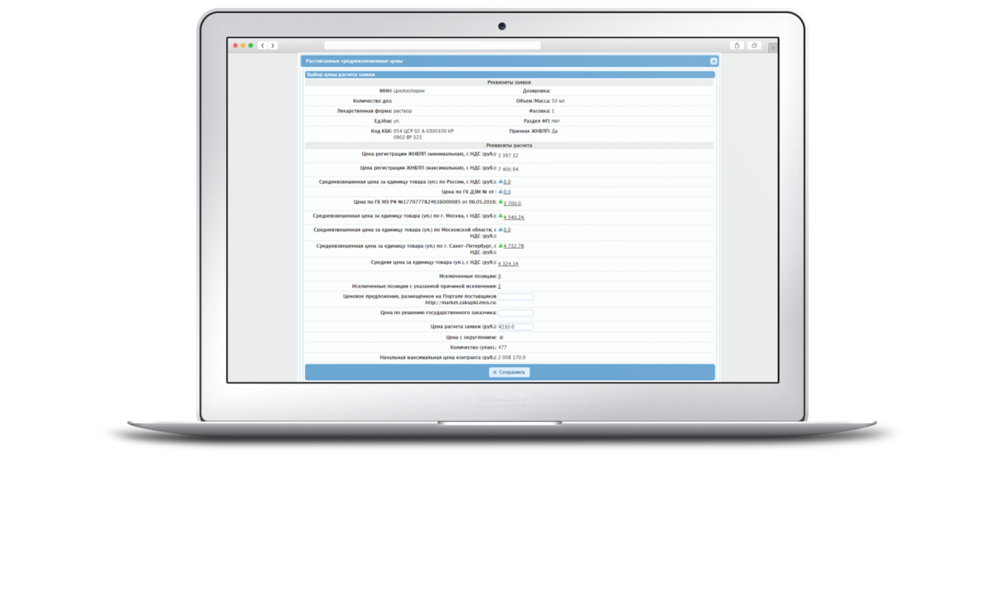 Рассчитанные средневзвешенные цены
Выбор цены расчета заявки
Реквизиты заявки
МНН: Циклоспорин Дозировка:
Количество доз: Объем/Масса: 50 мл
Лекарственная форма: раствор Фасовка: 1
Ед.Изм: уп. Раздел ФП: Нет
Код КБК: 054 ЦСР 02 А 0300100 КР Признак ЖНВЛП: Да
0902 ВР 323
Реквизиты расчета
Цена регистрации ЖНВЛП (минимальная), с НДС (руб.): 3 397.32
Цена регистрации ЖНВЛП (максимальная), с НДС (руб.): 7 400.94
Средневзвешенная цена за единицу товара (уп.) по России, с НДС (руб.): 0.0
Цена по ГК ДЗМ № от : 0.0
Цена по ГК МЗ РФ №1770777824616000085 от 06.05.2016: 3 700.0
Средневзвешенная цена за единицу товара (уп.) по г. Москва, с НДС (руб.): 4 540.24
Средневзвешенная цена за единицу товара (уп.) по Московской области, с 0.0
НДС (руб.):
Средневзвешенная цена за единицу товара (уп.) по г. Санкт-Петербург, с 4 732.78
НДС (руб.):
Средняя цена за единицу товара (уп.), с НДС (руб.): 4 324.34
Исключенные позиции: 0
Исключенные позиции с указанной причиной исключения: 2
Ценовое предложение, размещённое на Портале поставщиков
http://market.zakupki.mos.ru:
Цена по решению государственного заказчика:
Цена расчета заявки (руб.): 4210.0
Цена с округлением:
Количество (упак.): 477
Начальная максимальная цена контракта (руб.): 2 008 170.0
Сохранить